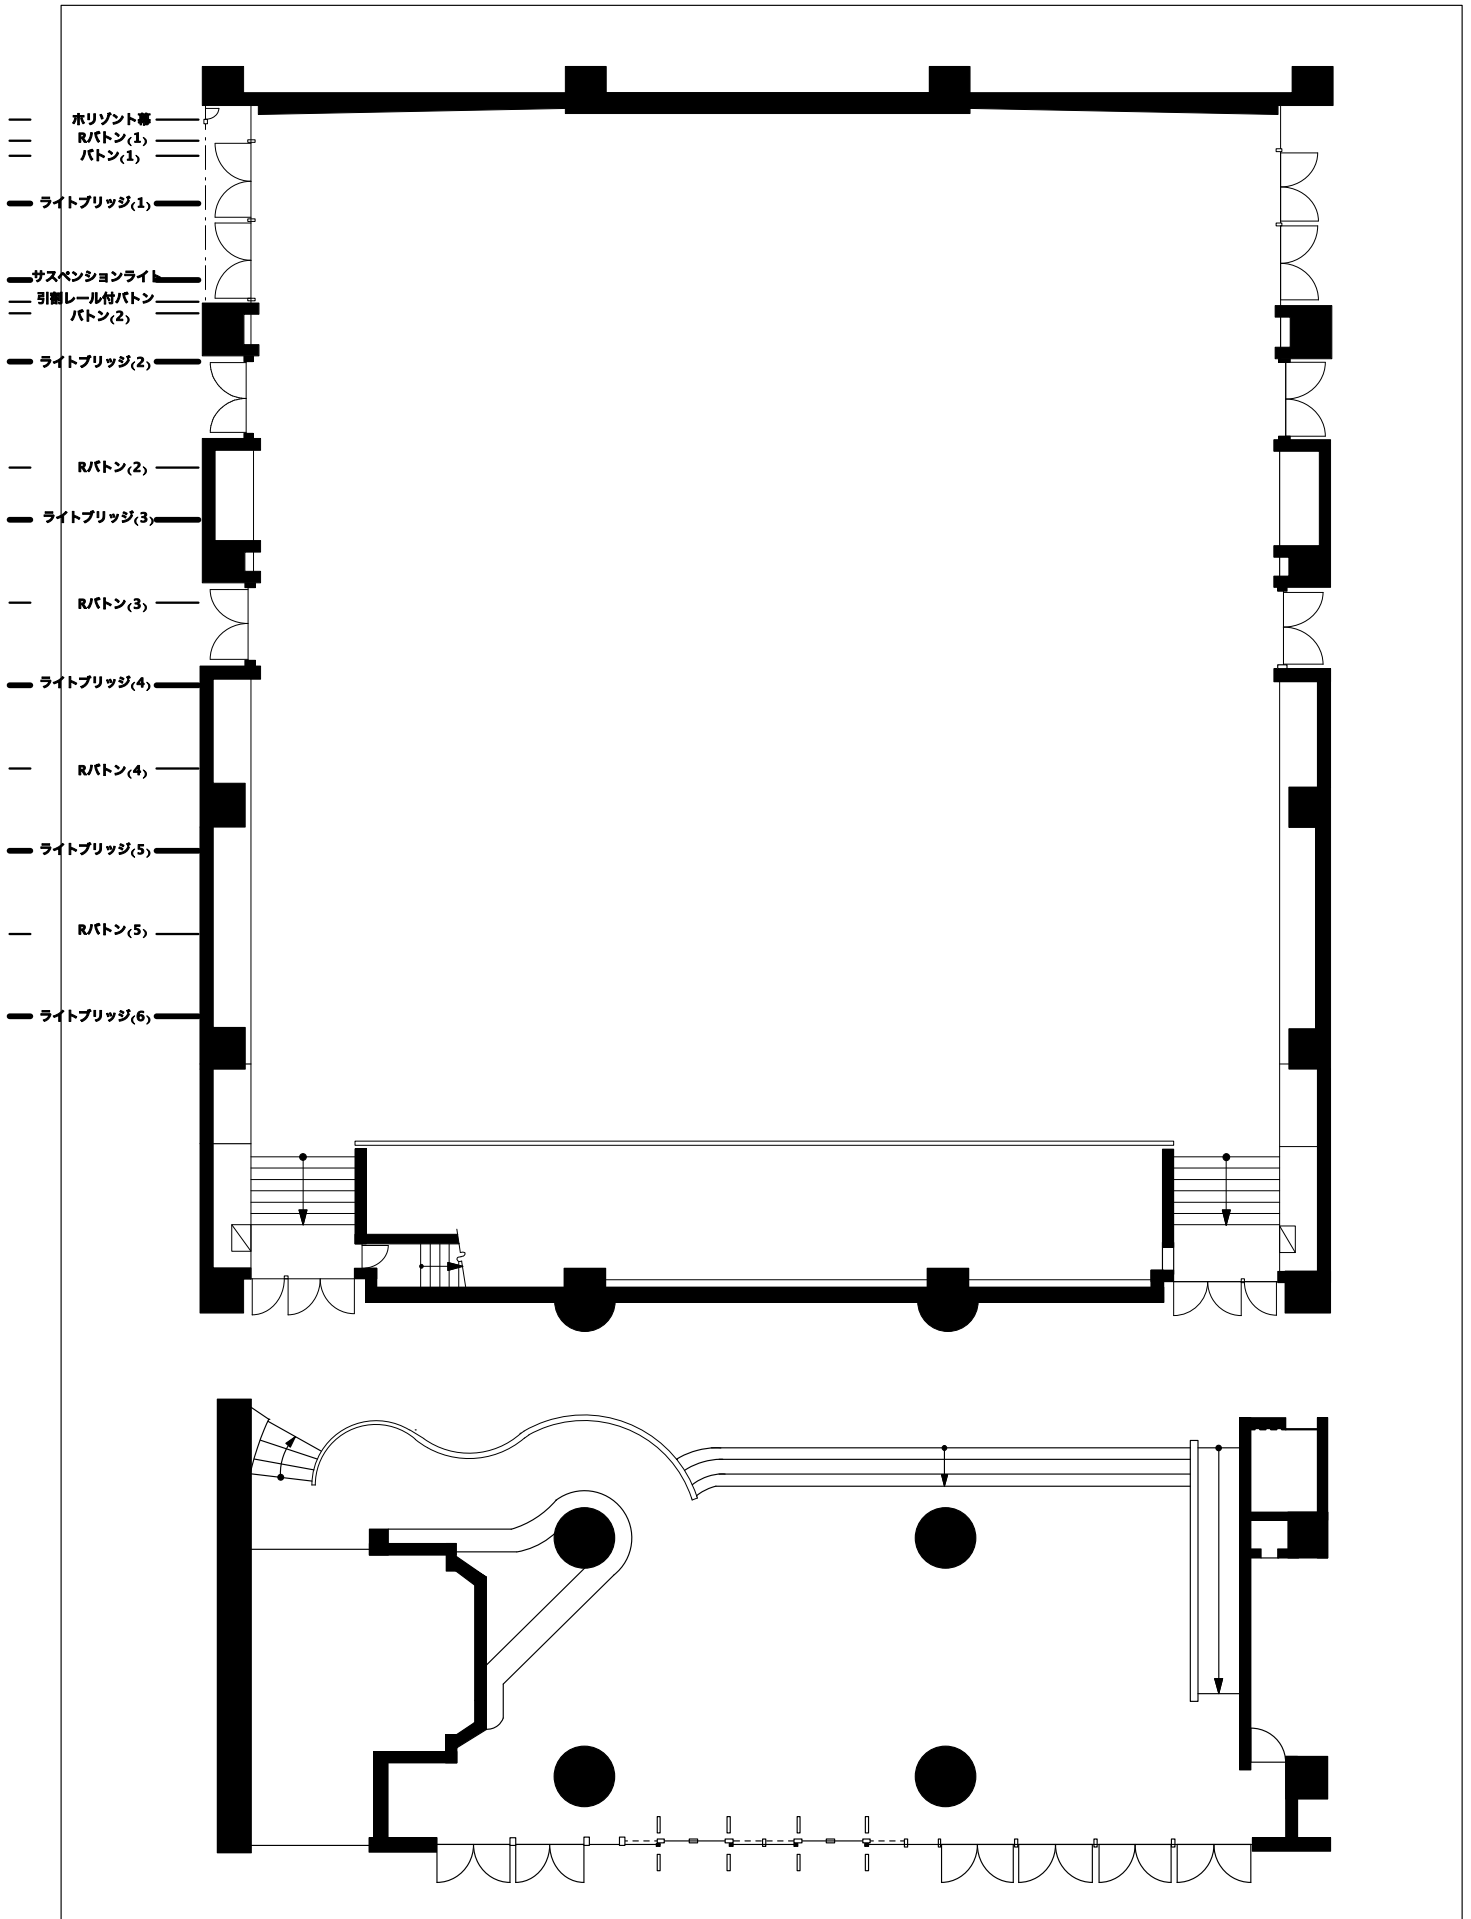 ホリゾント幕
Rバトン(1)
バトン(1)
ライトブリッジ(1)
サスペンションライト
引割レール付バトン
バトン(2)
ライトブリッジ(2)
Rバトン(2)
ライトブリッジ(3)
Rバトン(3)
ライトブリッジ(4)
Rバトン(4)
ライトブリッジ(5)
Rバトン(5)
ライトブリッジ(6)